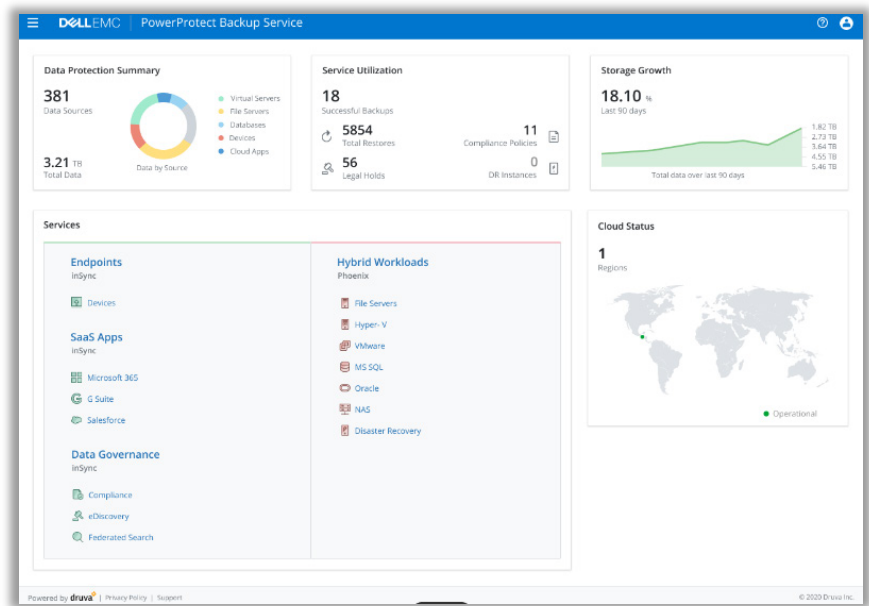 DELLEMC | PowerProtect Backup Service
Data Protection Summary
381
Data Sources
3.21 TB
Total Data
Data by Source
Virtual Servers
File Servers
Databases
Devices
Cloud Apps
Service Utilization
18
Successful Backups
5854
Total Restores
11
Compliance Policies
56
Legal Holds
0
DR Instances
Storage Growth
18.10 %
Last 90 days
1.82 TB
2.73 TB
3.64 TB
4.55 TB
5.46 TB
Total data over last 90 days
Services
Endpoints
inSync
Devices
SaaS Apps
inSync
Microsoft 365
G Suite
Salesforce
Data Governance
inSync
Compliance
eDiscovery
Federated Search
Hybrid Workloads
Phoenix
File Servers
Hyper- V
VMware
MS SQL
Oracle
NAS
Disaster Recovery
Cloud Status
1
Regions
Operational
Powered by druva | Privacy Policy | Support
© 2020 Druva Inc.